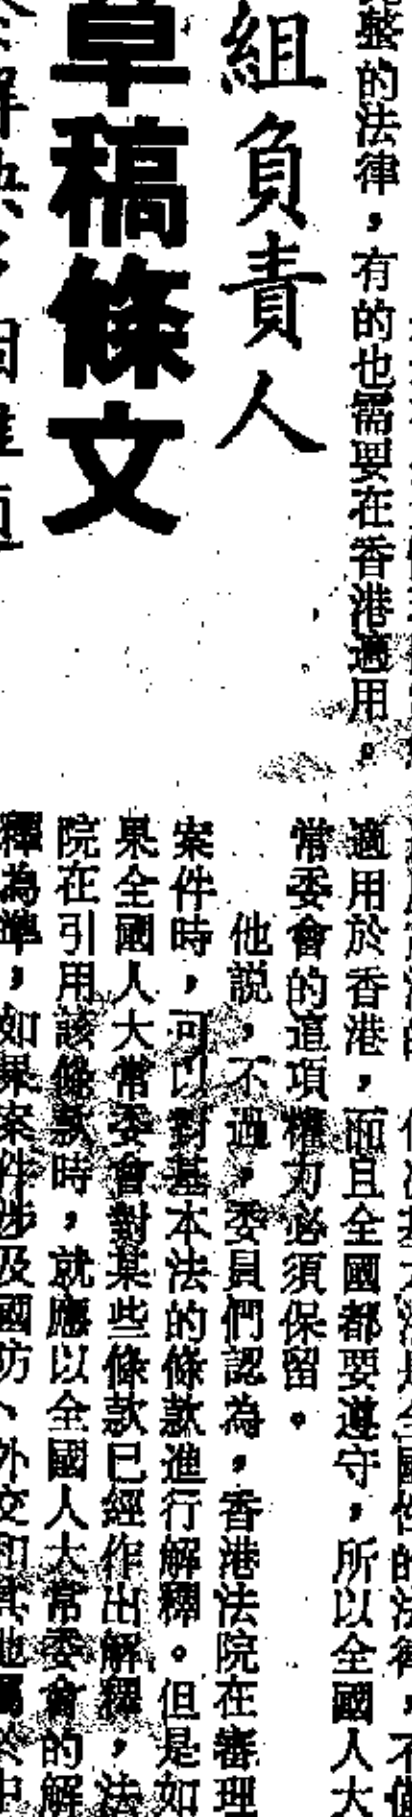 整的法律，有的也需要在香港適用。
組負責人
草稿條文
適用於香港，而且全國都要遵守，所以全國人大
常委會的這項權力必須保留。
他説，不過，委員們認為，香港法院在審理
案件時，可以對基本法的條款進行解釋。但是如
果全國人大常委會對某些條款已經作出解釋，法
院在引用該條款時，就應以全國人大常委會的解
釋為準，如果案件涉及國防、外交和其他屬於中